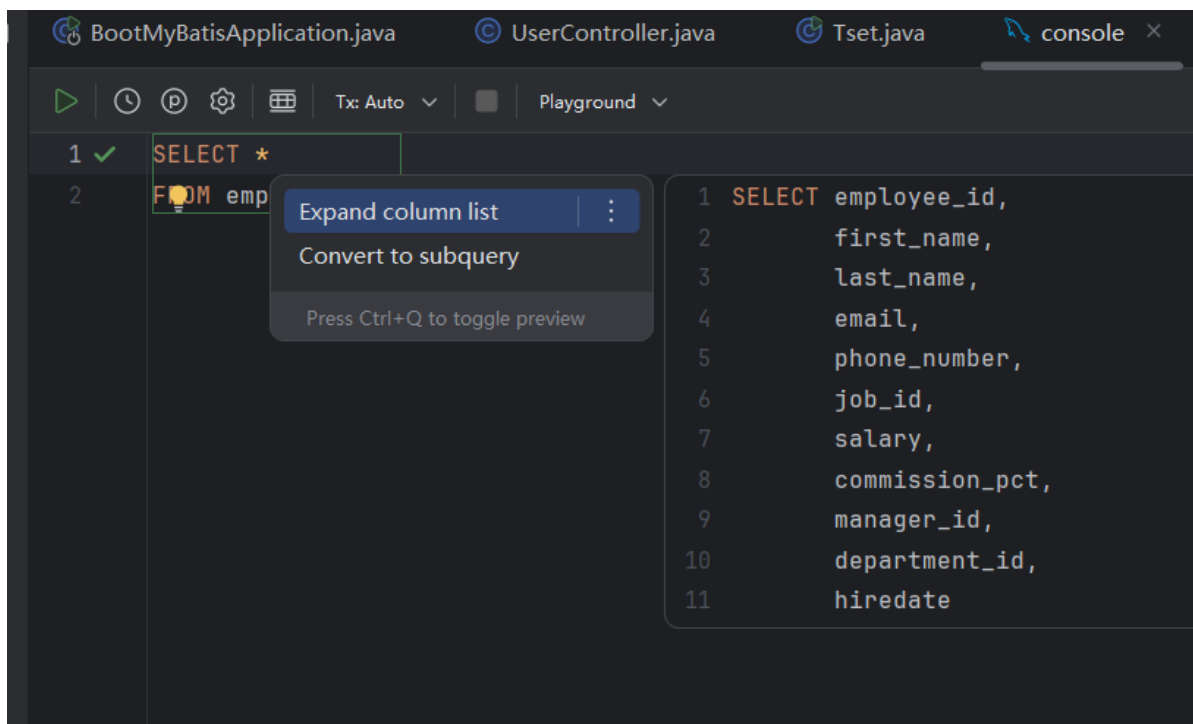 BootMyBatisApplication.java UserController.java Tset.java console
Tx: Auto Playground
1 SELECT *
2 FROM emp
Expand column list
Convert to subquery
Press Ctrl+Q to toggle preview
1 SELECT employee_id,
2 first_name,
3 last_name,
4 email,
5 phone_number,
6 job_id,
7 salary,
8 commission_pct,
9 manager_id,
10 department_id,
11 hiredate